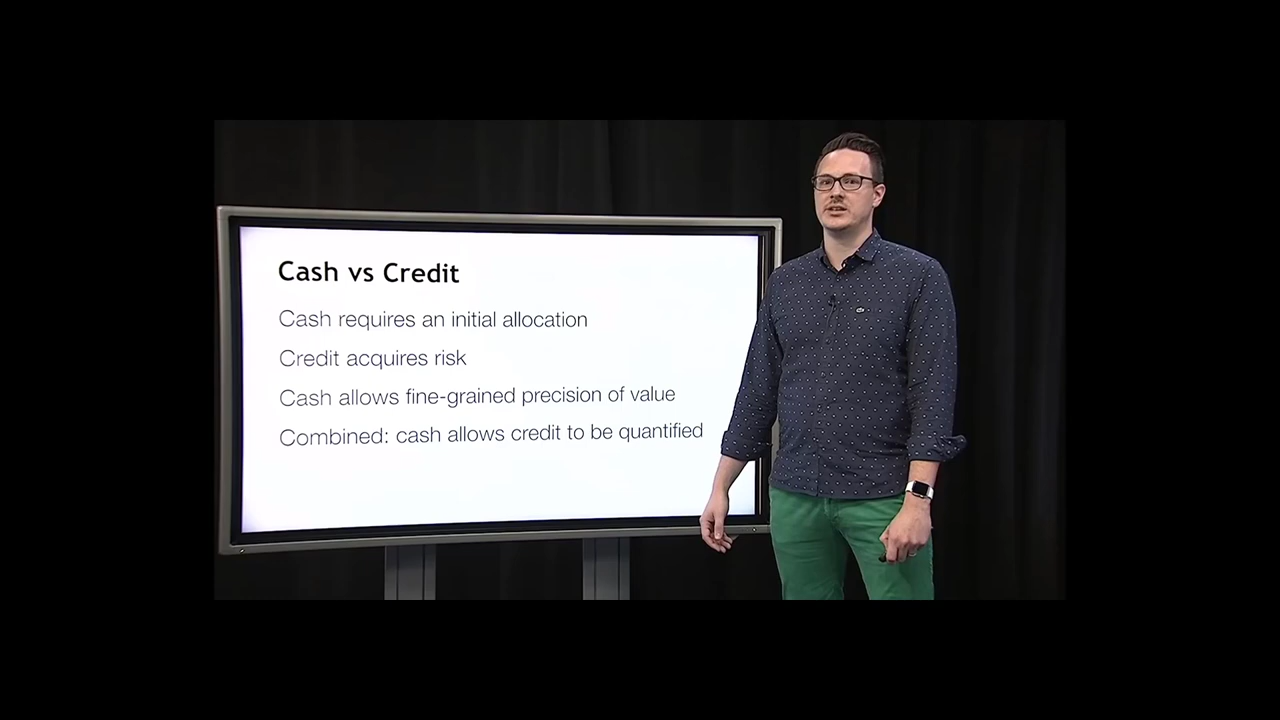 Cash vs Credit
Cash requires an initial allocation
Credit acquires risk
Cash allows fine-grained precision of value
Combined: cash allows credit to be quantified